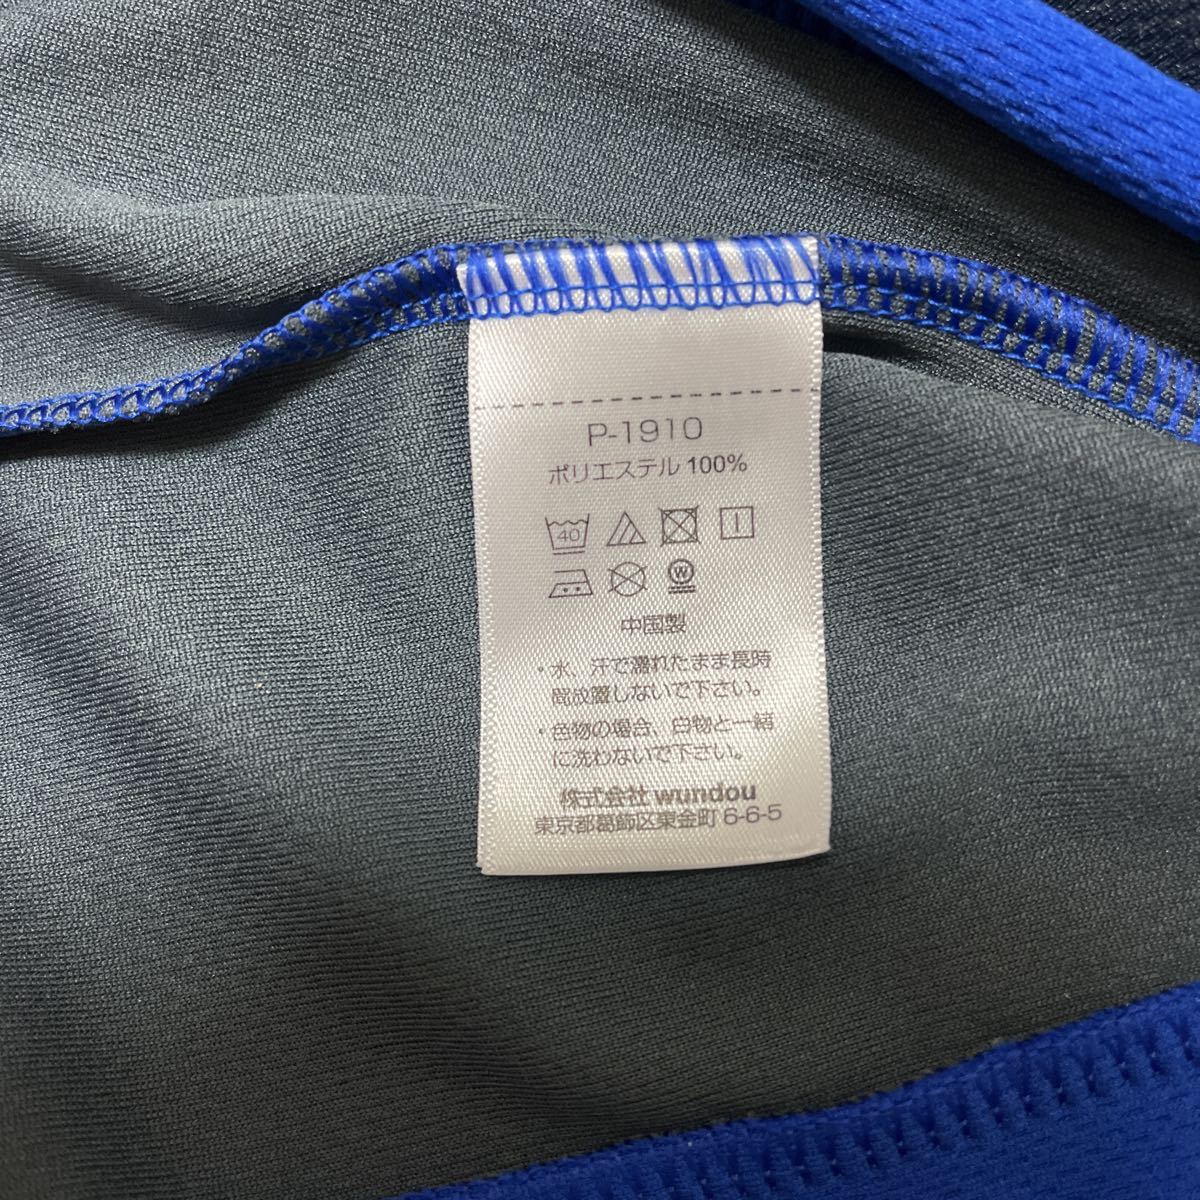 P-1910
ポリエステル 100%
40
W
中国製
・水、汗で濡れたまま長時
間放置しないで下さい。
・色物の場合、白物と一緒
に洗わないで下さい。
株式会社 wundou
東京都葛飾区東金町 6-6-5